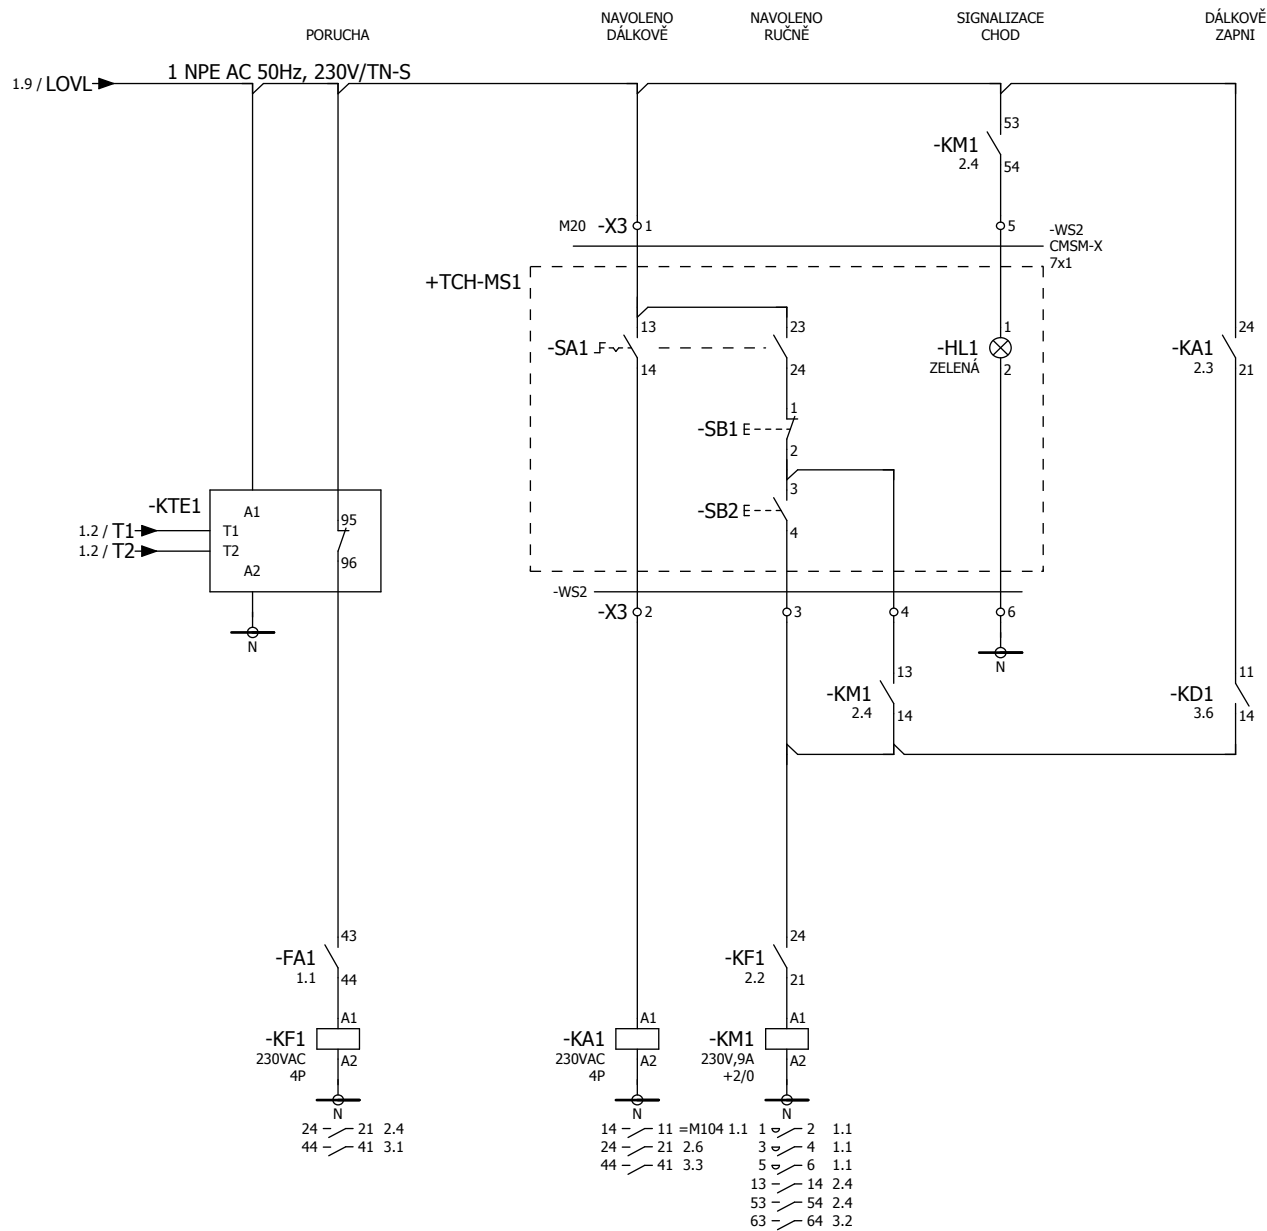 PORUCHA
NAVOLENO
DÁLKOVĚ
NAVOLENO
RUČNĚ
SIGNALIZACE
CHOD
DÁLKOVĚ
ZAPNI
1.9 / LOVL
1 NPE AC 50Hz, 230V/TN-S
53
-KM1
2.4
54
M20 -X3 1
5
-WS2
CMSM-X
7x1
+TCH-MS1
13
23
1
24
-SA1
-HL1
-KA1
ZELENÁ
2.3
14
24
2
21
1
-SB1
2
3
-SB2
4
-KTE1
A1
95
1.2 / T1
T1
1.2 / T2
T2
A2
96
N
-WS2
-X3 2
3
4
6
N
13
-KM1
2.4
14
11
-KD1
3.6
14
43
-FA1
1.1
44
24
-KF1
2.2
21
A1
-KF1
230VAC
A2
4P
N
A1
-KA1
230VAC
A2
4P
N
A1
-KM1
230V,9A
A2
+2/0
N
24 21 2.4
44 41 3.1
14 11 =M104 1.1
24 21 2.6
44 41 3.3
1 2 1.1
3 4 1.1
5 6 1.1
13 14 2.4
53 54 2.4
63 64 3.2